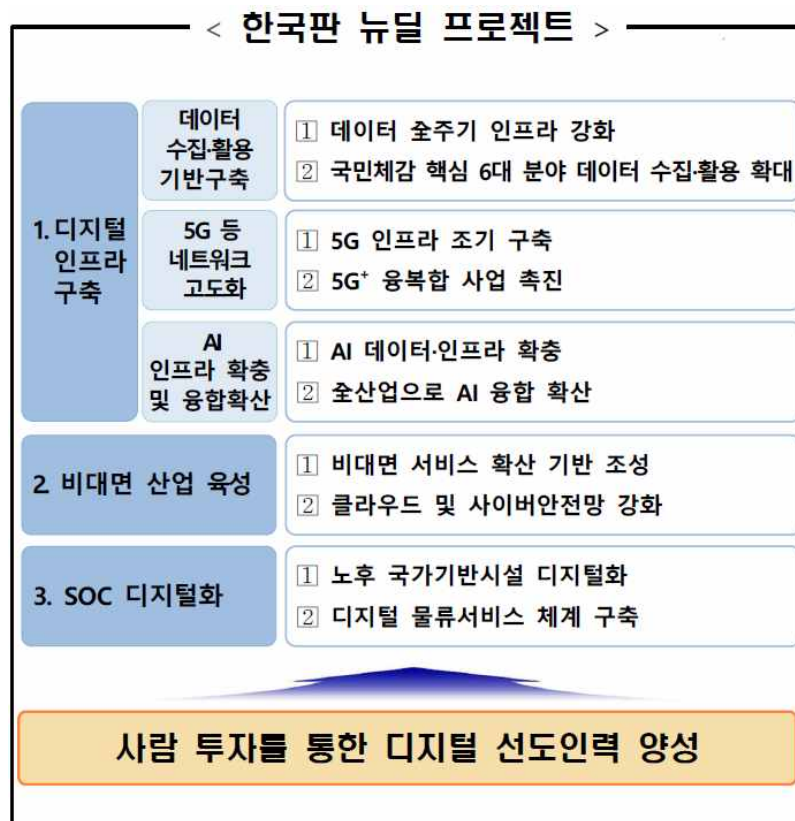 < 한국판 뉴딜 프로젝트 >
1. 디지털
인프라
구축
데이터
수집·활용
기반구축
1 데이터 全주기 인프라 강화
2 국민체감 핵심 6대 분야 데이터 수집·활용 확대
5G 등
네트워크
고도화
1 5G 인프라 조기 구축
2 5G⁺ 융복합 사업 촉진
AI
인프라 확충
및 융합확산
1 AI 데이터·인프라 확충
2 全산업으로 AI 융합 확산
2. 비대면 산업 육성
1 비대면 서비스 확산 기반 조성
2 클라우드 및 사이버안전망 강화
3. SOC 디지털화
1 노후 국가기반시설 디지털화
2 디지털 물류서비스 체계 구축
사람 투자를 통한 디지털 선도인력 양성